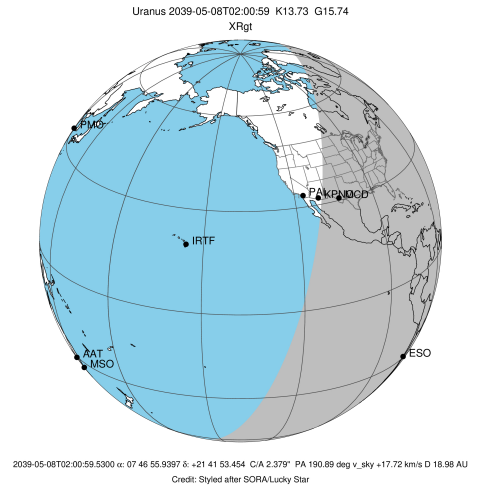 Uranus 2039-05-08T02:00:59 K13.73 G15.74
XRgt
PMO
PAL KPNO MCD
IRTF
AAT
MSO
ESO
2039-05-08T02:00:59.5300 α: 07 46 55.9397 δ: +21 41 53.454 C/A 2.379" PA 190.89 deg v_sky +17.72 km/s D 18.98 AU
Credit: Styled after SORA/Lucky Star